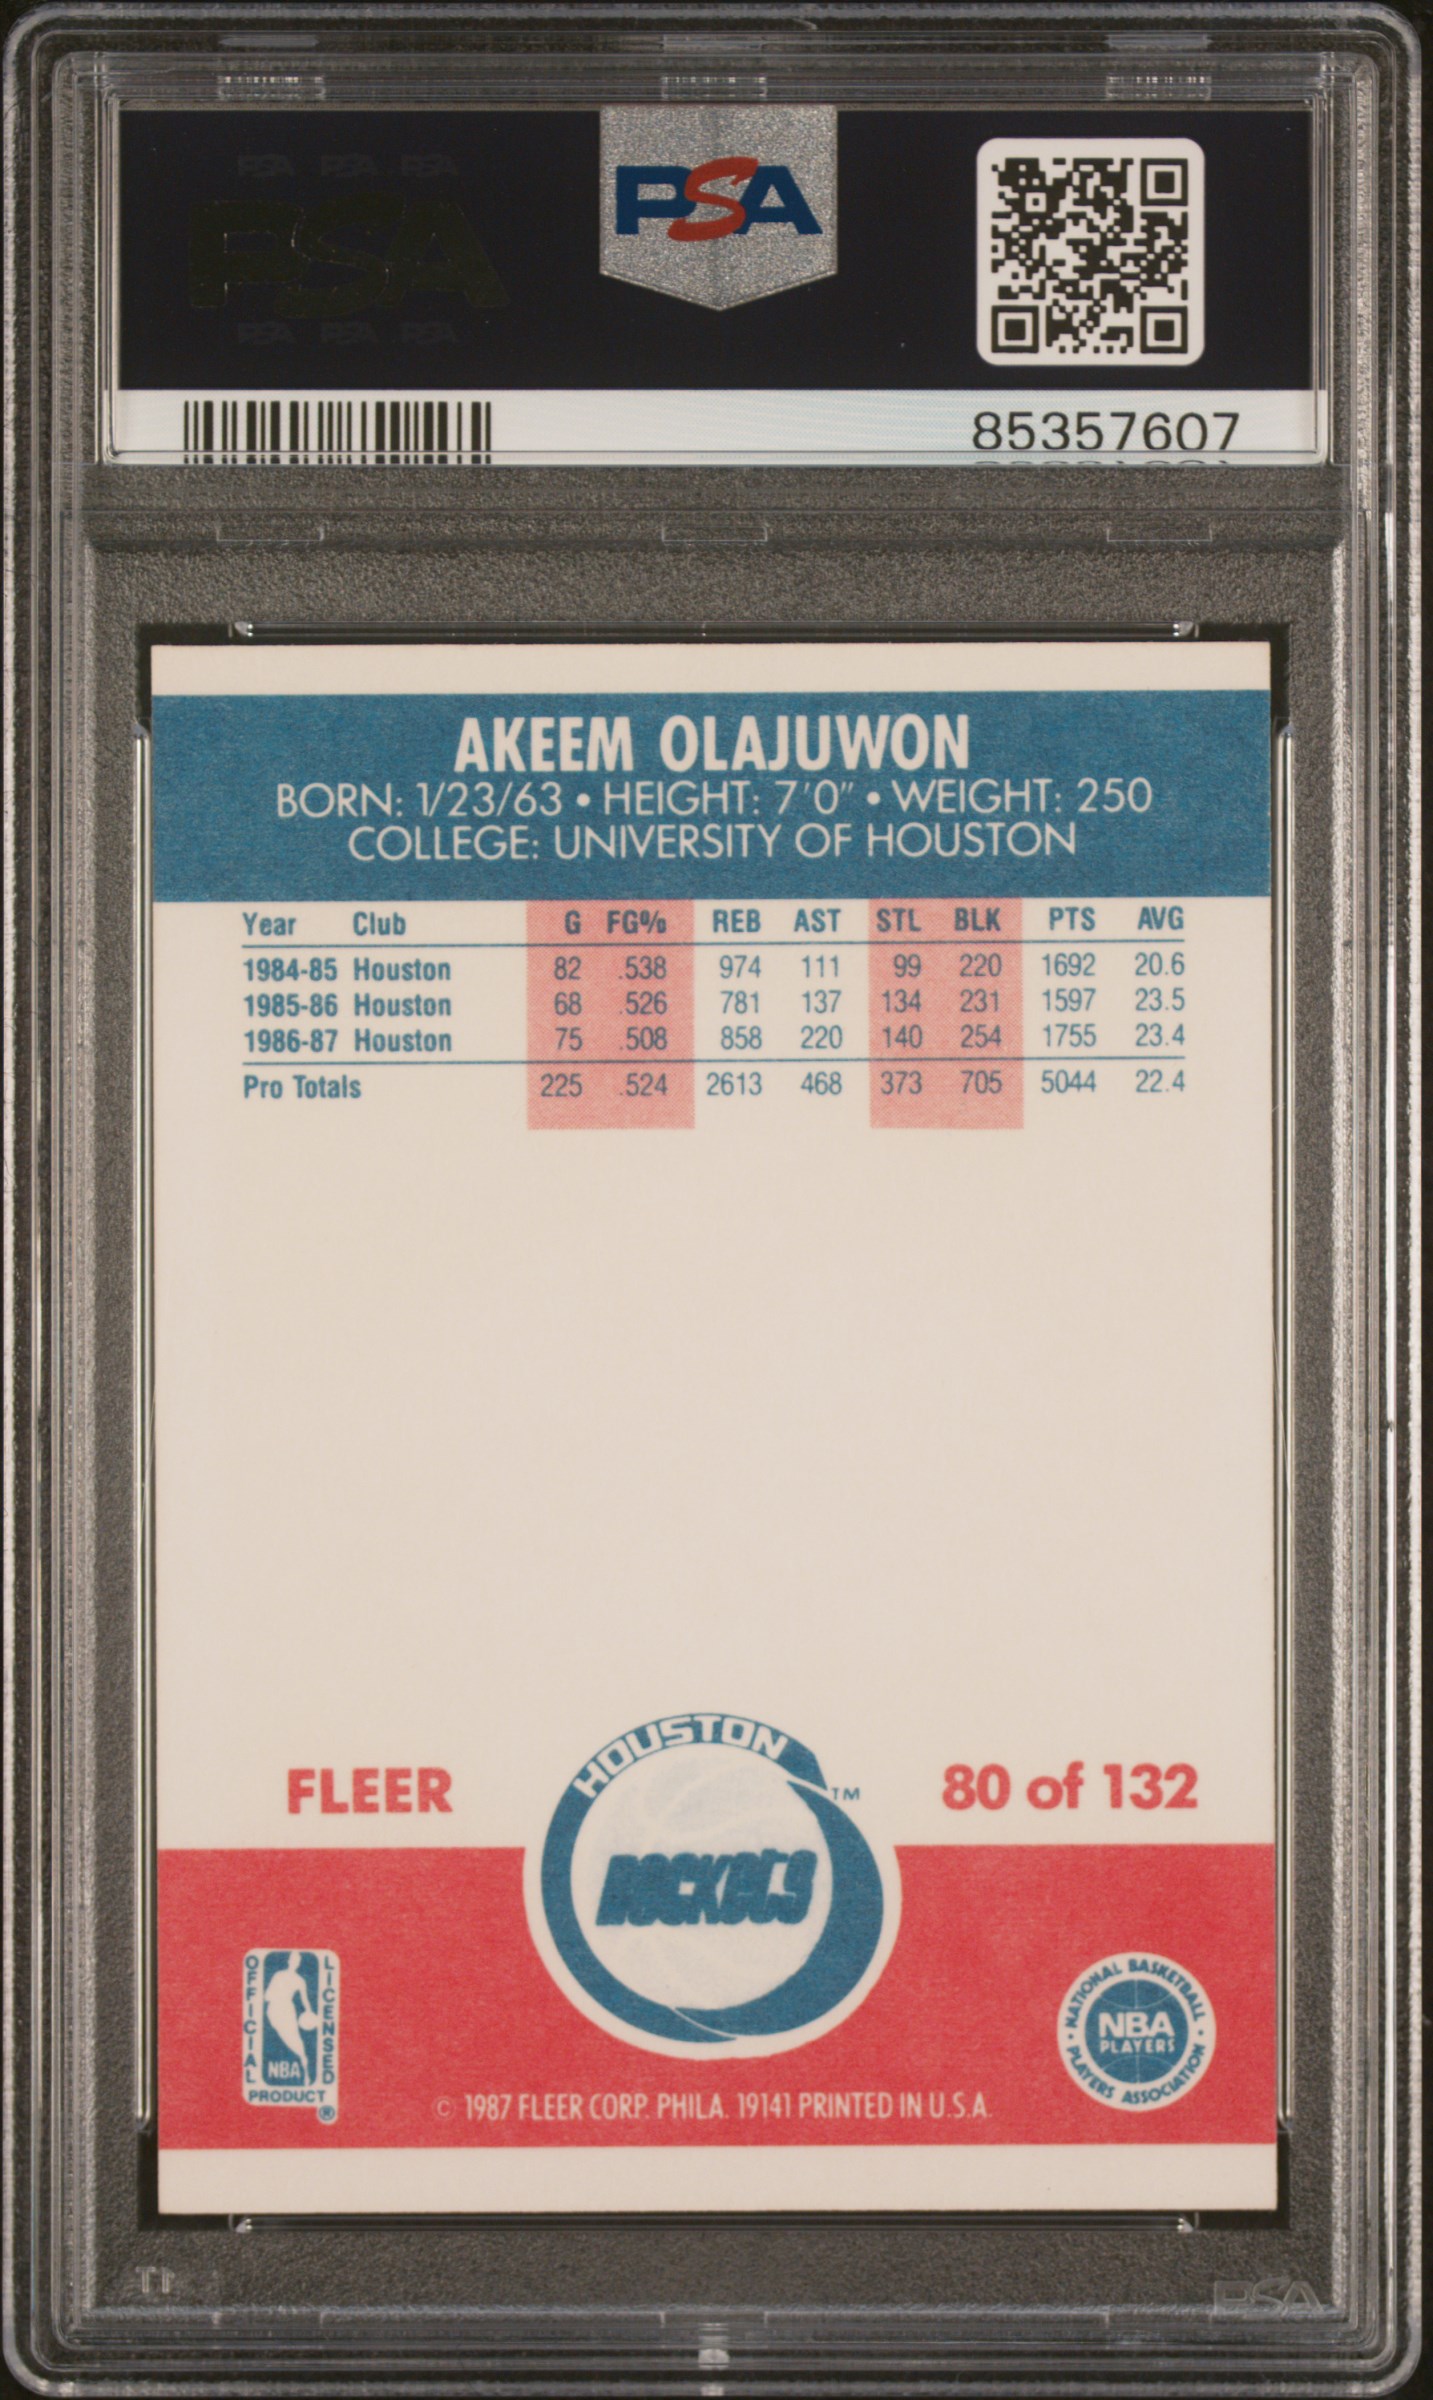 PSA PSA PSA
PSA
PSA PSA PSA
PSA
85357607
AKEEM OLAJUWON
BORN: 1/23/63 • HEIGHT: 7'0" • WEIGHT: 250
COLLEGE: UNIVERSITY OF HOUSTON
Year Club G FG% REB AST STL BLK PTS AVG
1984-85 Houston 82 .538 974 111 99 220 1692 20.6
1985-86 Houston 68 .526 781 137 134 231 1597 23.5
1986-87 Houston 75 .508 858 220 140 254 1755 23.4
Pro Totals 225 .524 2613 468 373 705 5044 22.4
HOUSTON
ROCKETS
TM
FLEER
80 of 132
OFFICIAL LICENSED
NBA
PRODUCT
®
NATIONAL BASKETBALL
NBA
PLAYERS
• PLAYERS ASSOCIATION •
© 1987 FLEER CORP. PHILA. 19141 PRINTED IN U.S.A.
PSA